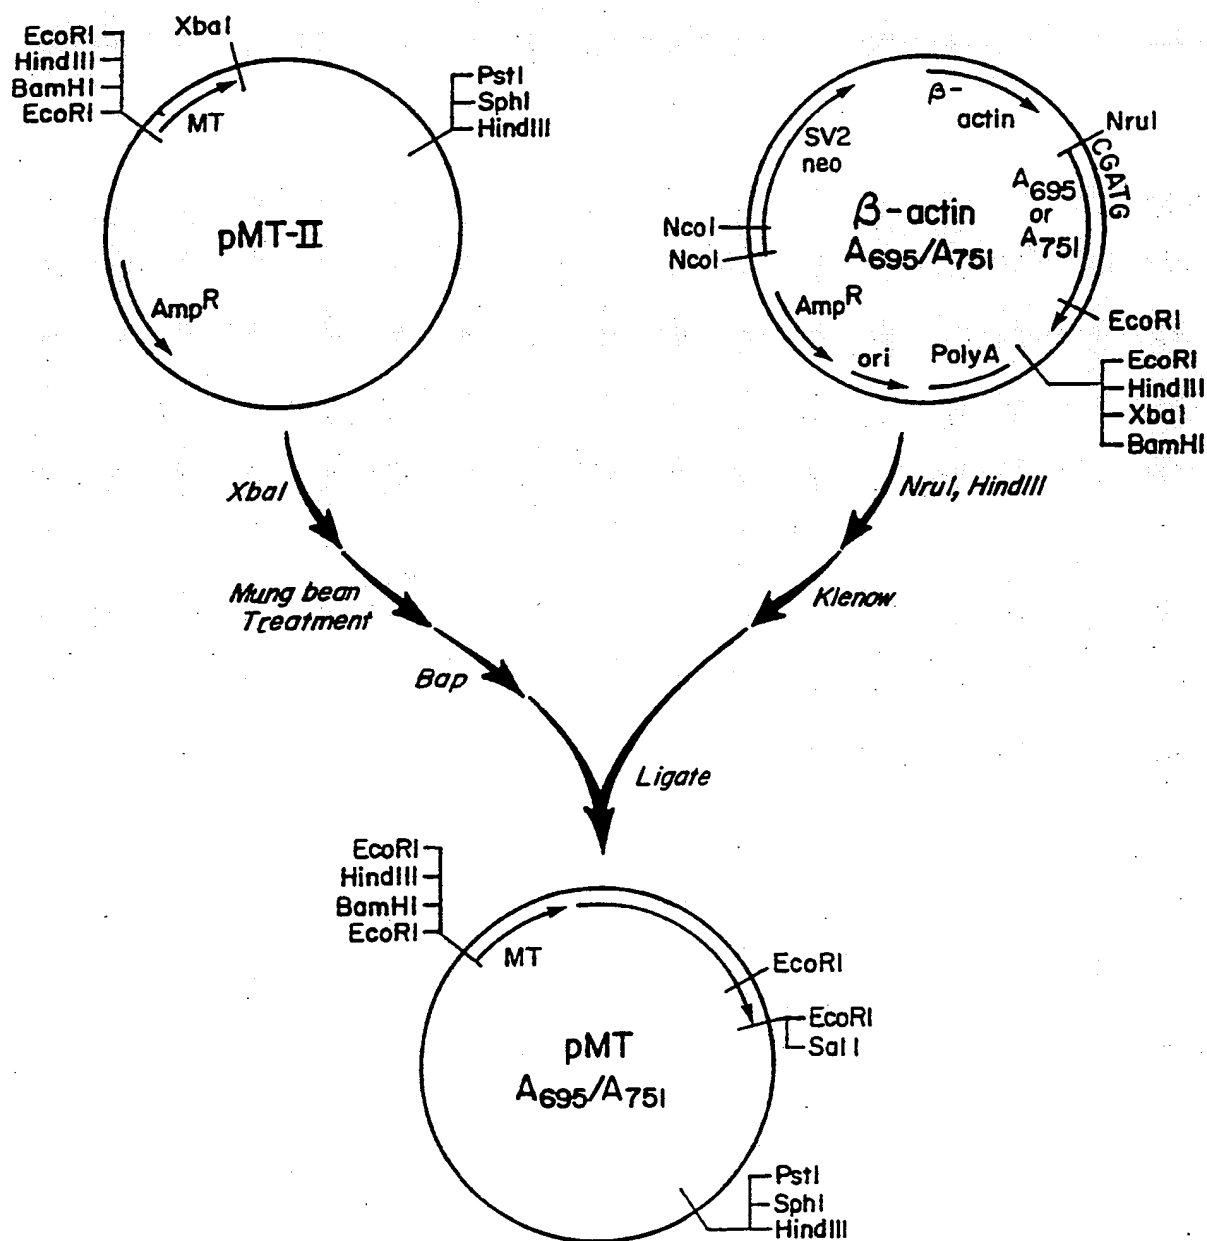 EcoRI
HindIII
BamHI
EcoRI
XbaI
MT
PstI
SphI
HindIII
pMT-II
Amp^R
β-
actin
NruI
CGATG
SV2
neo
A695
or
A751
β-actin
A695/A751
NcoI
NcoI
Amp^R
ori
PolyA
EcoRI
EcoRI
HindIII
XbaI
BamHI
XbaI
Mung bean
Treatment
Bap
NruI, HindIII
Klenow
Ligate
EcoRI
HindIII
BamHI
EcoRI
MT
EcoRI
EcoRI
SalI
pMT
A695/A751
PstI
SphI
HindIII